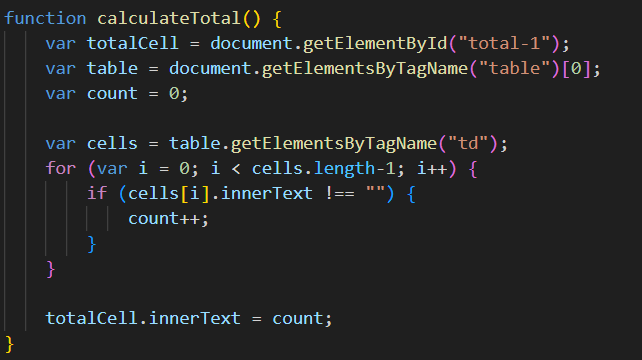 function calculateTotal() {
    var totalCell = document.getElementById("total-1");
    var table = document.getElementsByTagName("table")[0];
    var count = 0;

    var cells = table.getElementsByTagName("td");
    for (var i = 0; i < cells.length-1; i++) {
        if (cells[i].innerText !== "") {
            count++;
        }
    }

    totalCell.innerText = count;
}